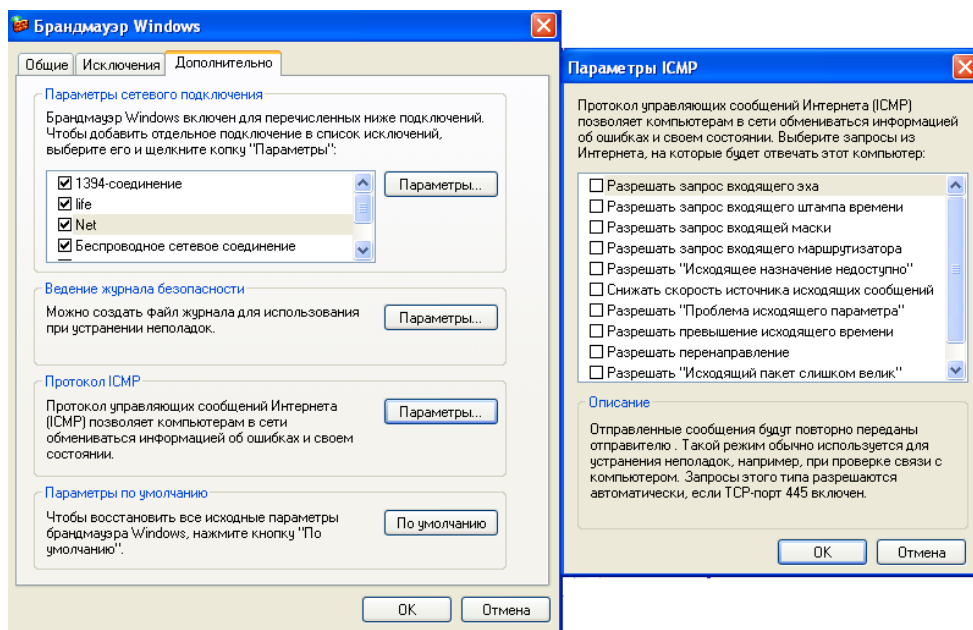 Брандмауэр Windows
Общие
Исключения
Дополнительно
Параметры сетевого подключения
Брандмауэр Windows включен для перечисленных ниже подключений.
Чтобы добавить отдельное подключение в список исключений,
выберите его и щелкните копку "Параметры":
1394-соединение
life
Net
Беспроводное сетевое соединение
Параметры...
Ведение журнала безопасности
Можно создать файл журнала для использования
при устранении неполадок.
Параметры...
Протокол ICMP
Протокол управляющих сообщений Интернета
(ICMP) позволяет компьютерам в сети
обмениваться информацией об ошибках и своем
состоянии.
Параметры...
Параметры по умолчанию
Чтобы восстановить все исходные параметры
брандмауэра Windows, нажмите кнопку "По
умолчанию".
По умолчанию
OK
Отмена
Параметры ICMP
Протокол управляющих сообщений Интернета (ICMP)
позволяет компьютерам в сети обмениваться информацией
об ошибках и своем состоянии. Выберите запросы из
Интернета, на которые будет отвечать этот компьютер:
Разрешать запрос входящего эха
Разрешать запрос входящего штампа времени
Разрешать запрос входящей маски
Разрешать запрос входящего маршрутизатора
Разрешать "Исходящее назначение недоступно"
Снижать скорость источника исходящих сообщений
Разрешать "Проблема исходящего параметра"
Разрешать превышение исходящего времени
Разрешать перенаправление
Разрешать "Исходящий пакет слишком велик"
Описание
Отправленные сообщения будут повторно переданы
отправителю . Такой режим обычно используется для
устранения неполадок, например, при проверке связи с
компьютером. Запросы этого типа разрешаются
автоматически, если TCP-порт 445 включен.
OK
Отмена